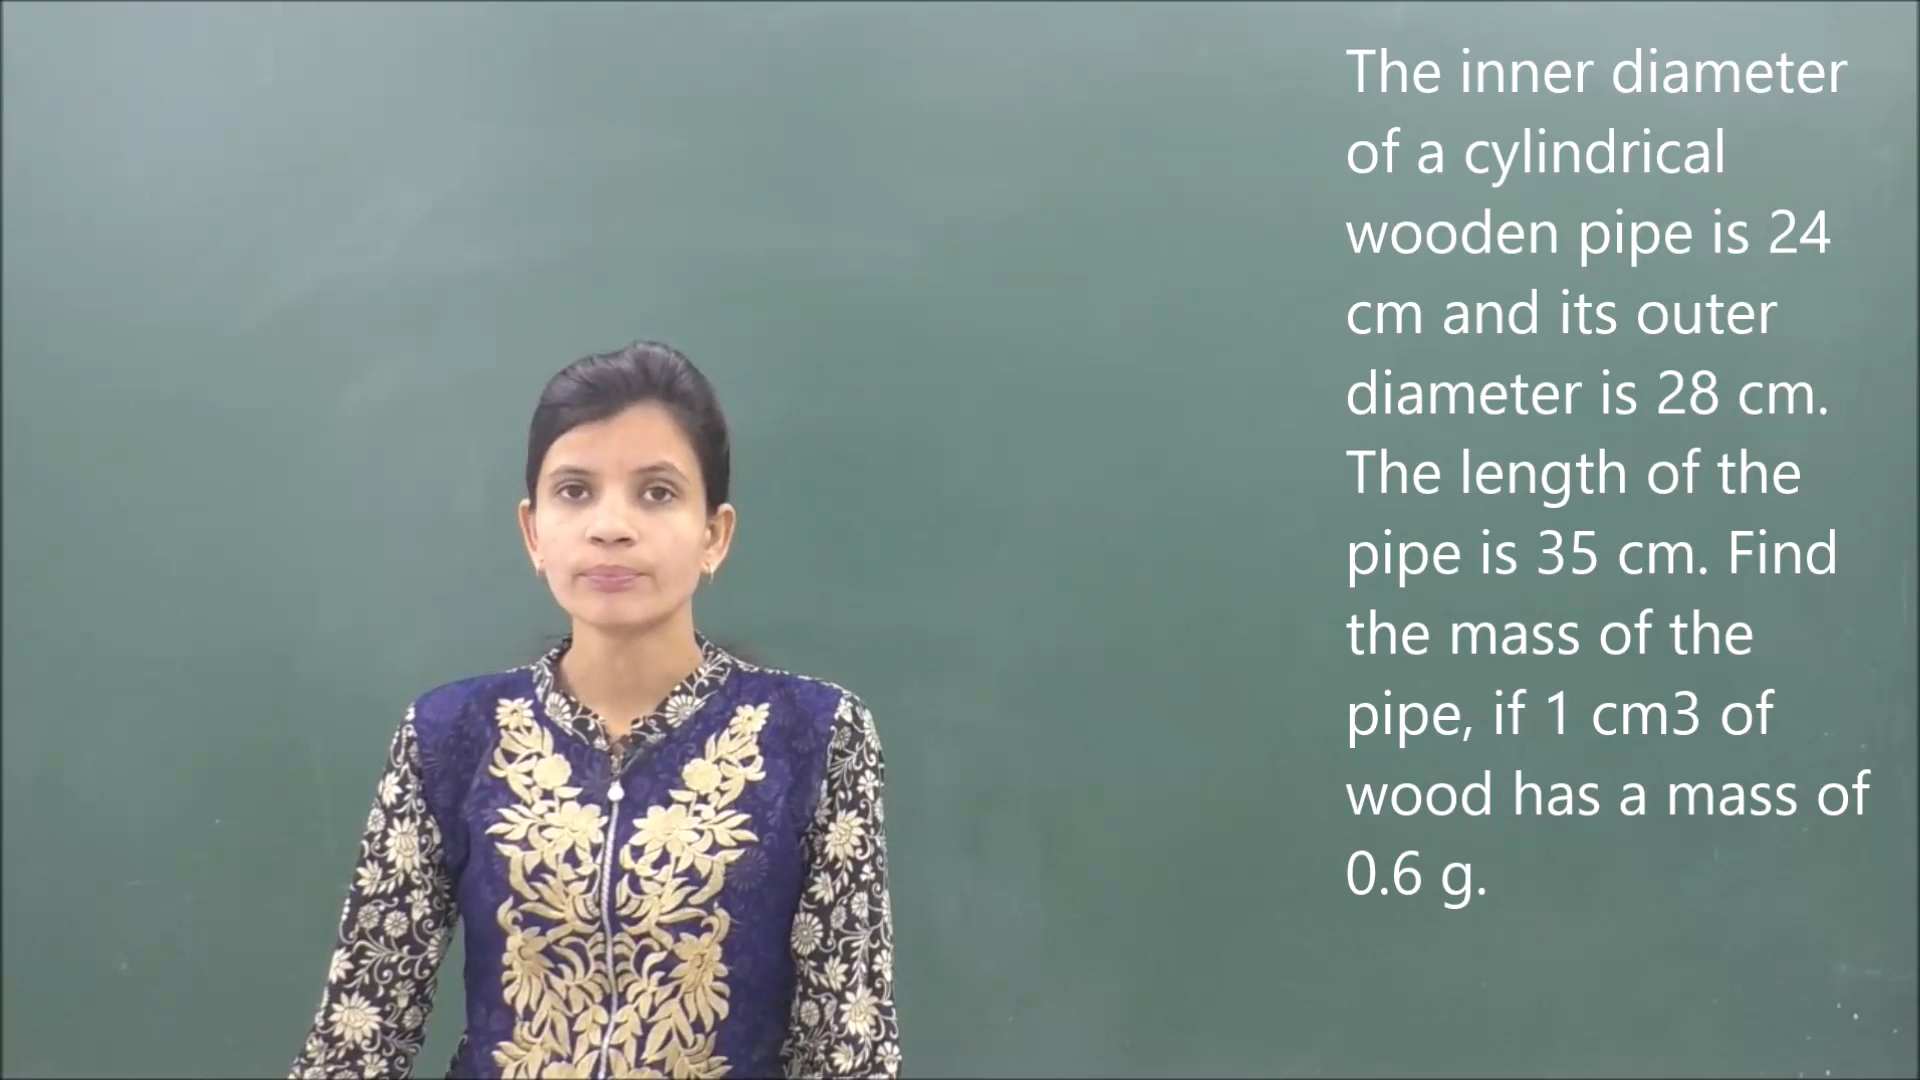 The inner diameter
of a cylindrical
wooden pipe is 24
cm and its outer
diameter is 28 cm.
The length of the
pipe is 35 cm. Find
the mass of the
pipe, if 1 cm3 of
wood has a mass of
0.6 g.